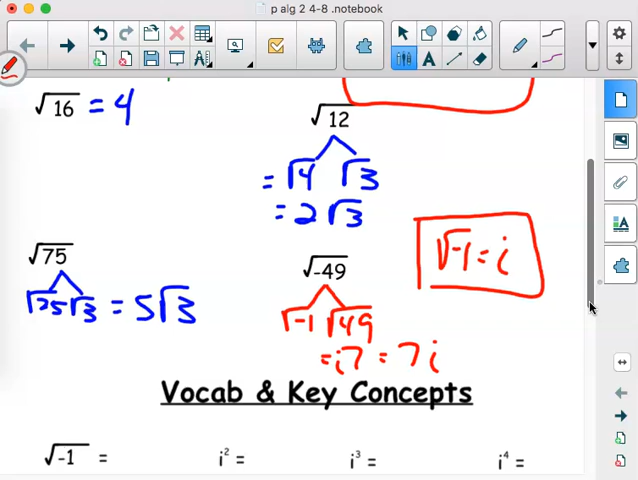 p alg 2 4-8 .notebook
√16 = 4
√12
= √4 √3
= 2√3
√75
√25 √3 = 5√3
√-49
√-1 √49
= i7 = 7i
√-1 = i
Vocab & Key Concepts
√-1 =
i² =
i³ =
i⁴ =